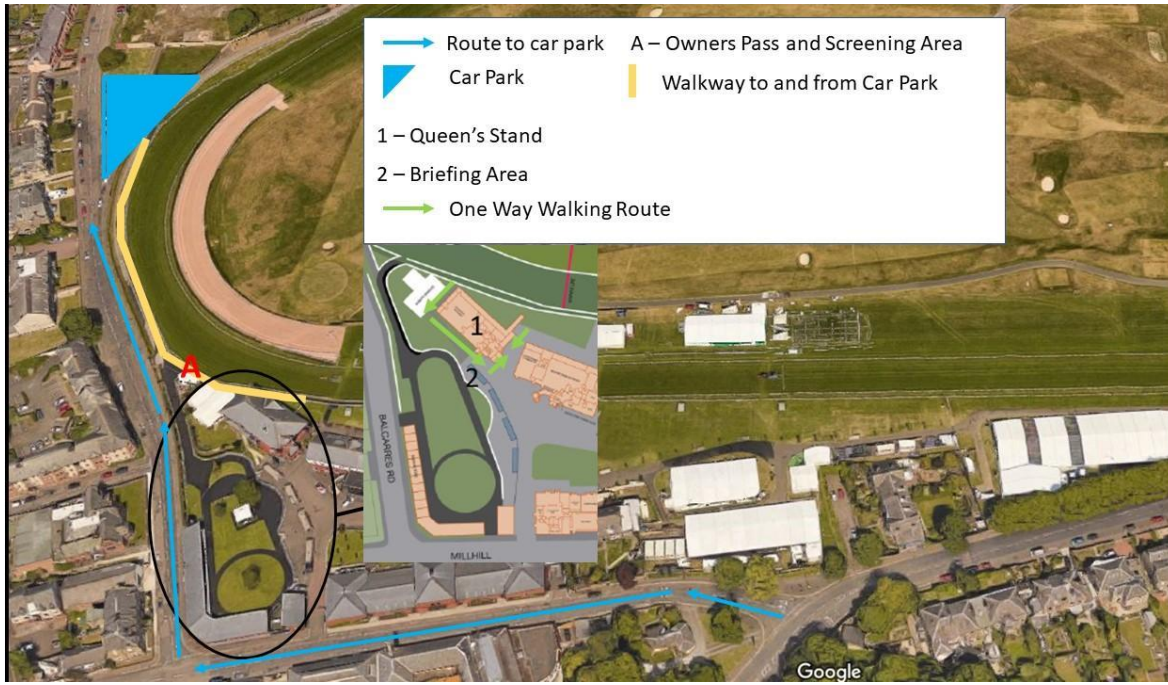 Route to car park
A – Owners Pass and Screening Area
Car Park
Walkway to and from Car Park
1 – Queen's Stand
2 – Briefing Area
One Way Walking Route
A
1
2
BALCARRES RD
MILLHILL
Google